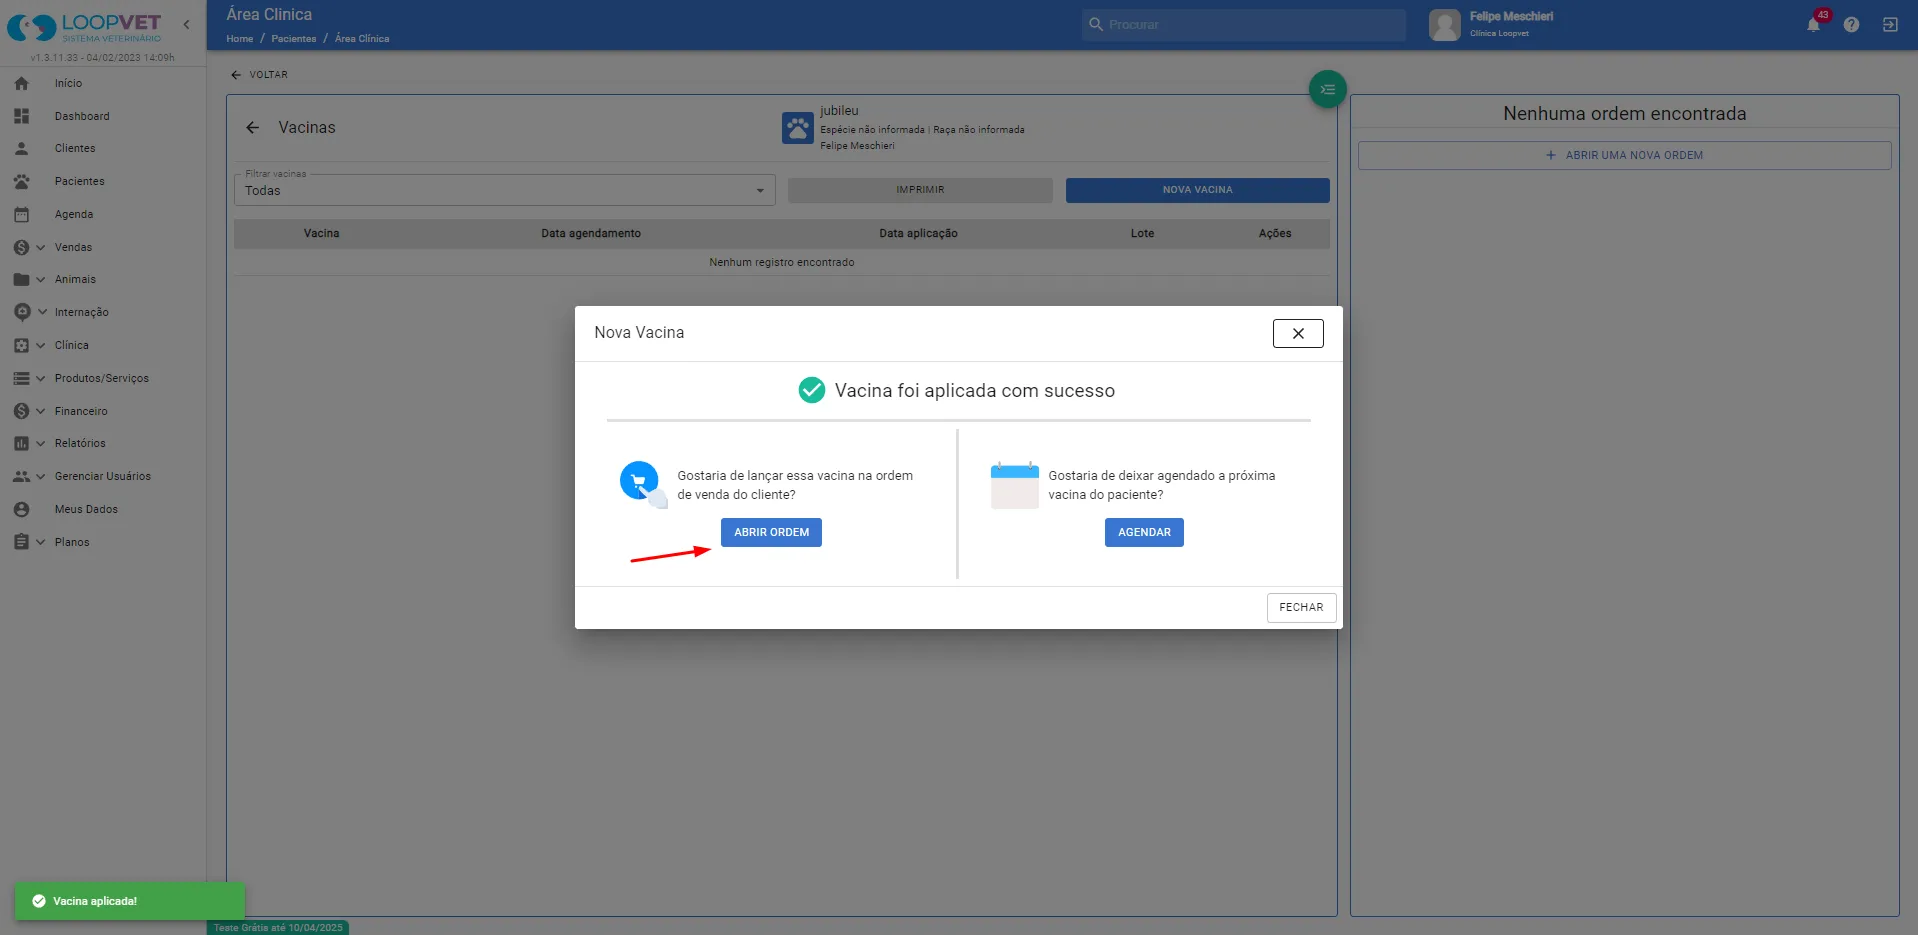 LOOPVET
SISTEMA VETERINÁRIO
v1.3.11.33 - 04/02/2023 14:09h
Início
Dashboard
Clientes
Pacientes
Agenda
Vendas
Animais
Internação
Clínica
Produtos/Serviços
Financeiro
Relatórios
Gerenciar Usuários
Meus Dados
Planos
Área Clinica
Home / Pacientes / Área Clínica
Procurar
Felipe Meschieri
Clínica Loopvet
43
VOLTAR
Vacinas
jubileu
Espécie não informada | Raça não informada
Felipe Meschieri
Filtrar vacinas
Todas
IMPRIMIR
NOVA VACINA
Vacina Data agendamento Data aplicação Lote Ações
Nenhum registro encontrado
Nenhuma ordem encontrada
+ ABRIR UMA NOVA ORDEM
Nova Vacina
Vacina foi aplicada com sucesso
Gostaria de lançar essa vacina na ordem
de venda do cliente?
ABRIR ORDEM
Gostaria de deixar agendado a próxima
vacina do paciente?
AGENDAR
FECHAR
Vacina aplicada!
Teste Grátis até 10/04/2025